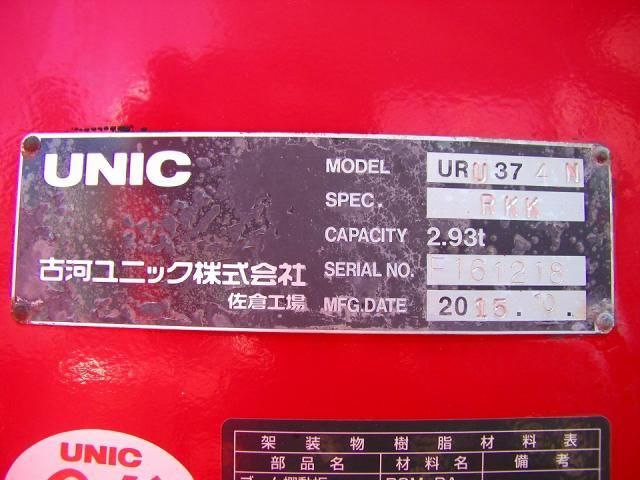 UNIC
MODEL URU374N
SPEC. RKK
CAPACITY 2.93t
古河ユニック株式会社
SERIAL NO. F161218
佐倉工場
MFG.DATE 2015.10.
UNIC
架装物樹脂材料表
部品名 材料名 備考